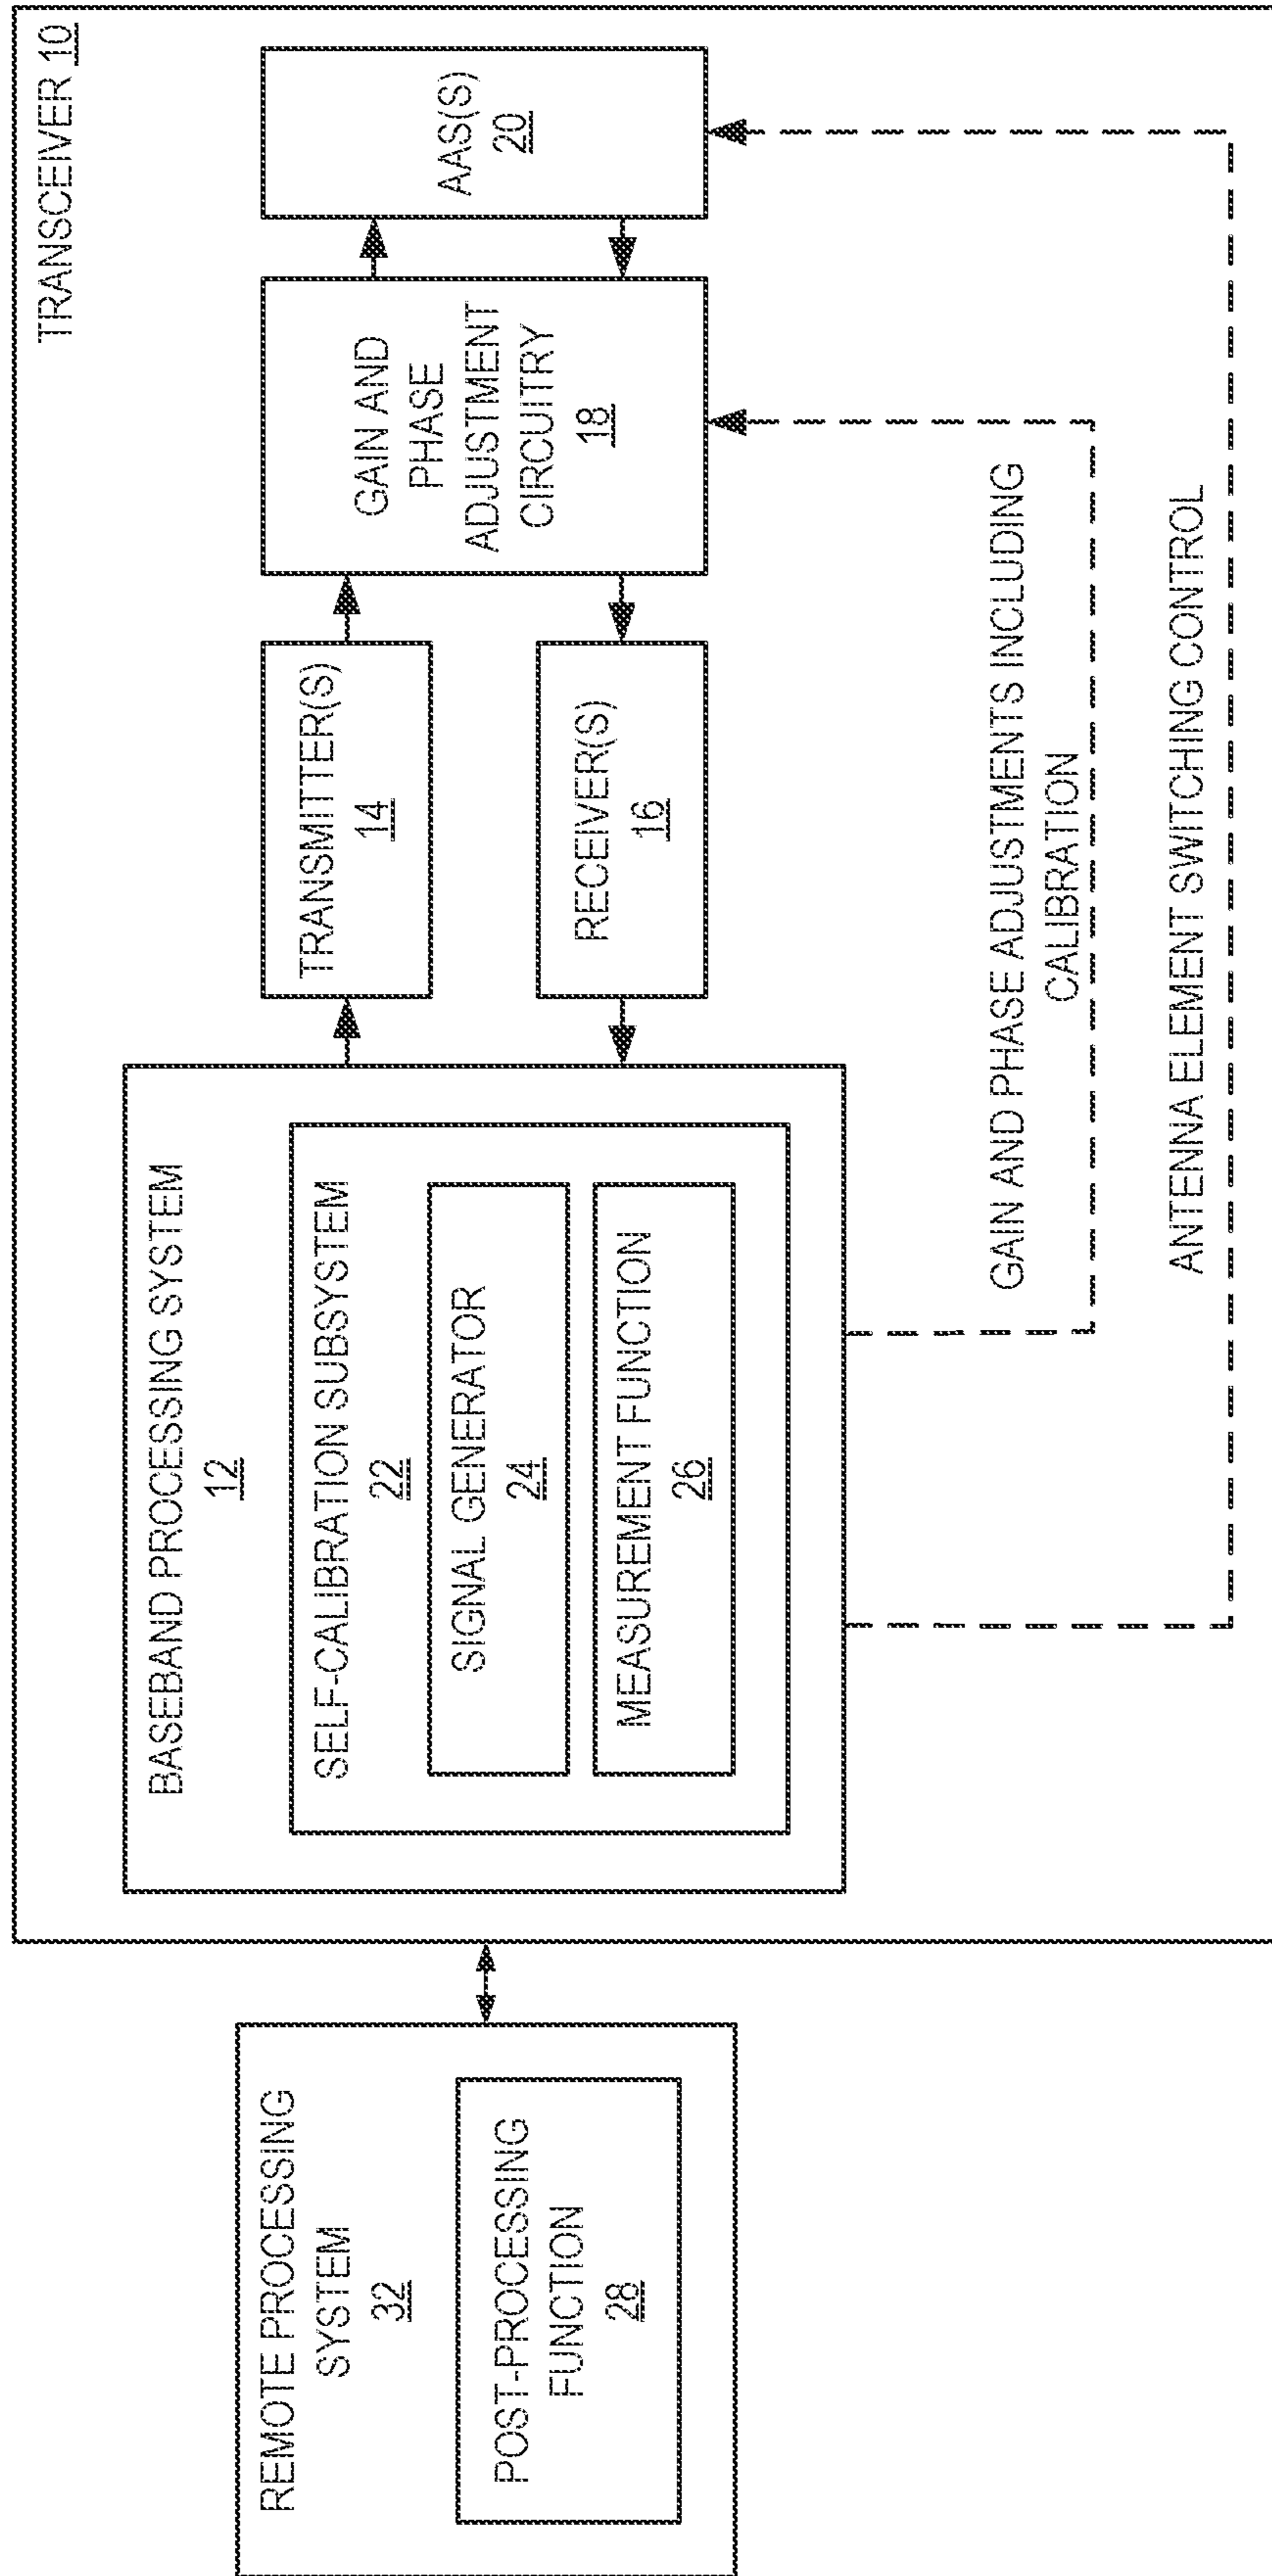 REMOTE PROCESSING
SYSTEM
32
POST-PROCESSING
FUNCTION
28
TRANSCEIVER 10
BASEBAND PROCESSING SYSTEM
12
SELF-CALIBRATION SUBSYSTEM
22
SIGNAL GENERATOR
24
MEASUREMENT FUNCTION
26
TRANSMITTER(S)
14
RECEIVER(S)
16
GAIN AND
PHASE
ADJUSTMENT
CIRCUITRY
18
AAS(S)
20
GAIN AND PHASE ADJUSTMENTS INCLUDING
CALIBRATION
ANTENNA ELEMENT SWITCHING CONTROL